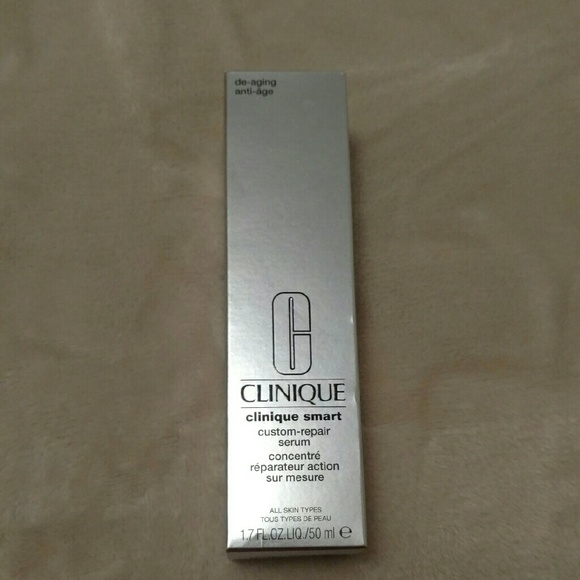 de-aging
anti-âge
C
CLINIQUE
clinique smart
custom-repair
serum
concentré
réparateur action
sur mesure
ALL SKIN TYPES
TOUS TYPES DE PEAU
1.7 FL.OZ.LIQ./50 ml ℮